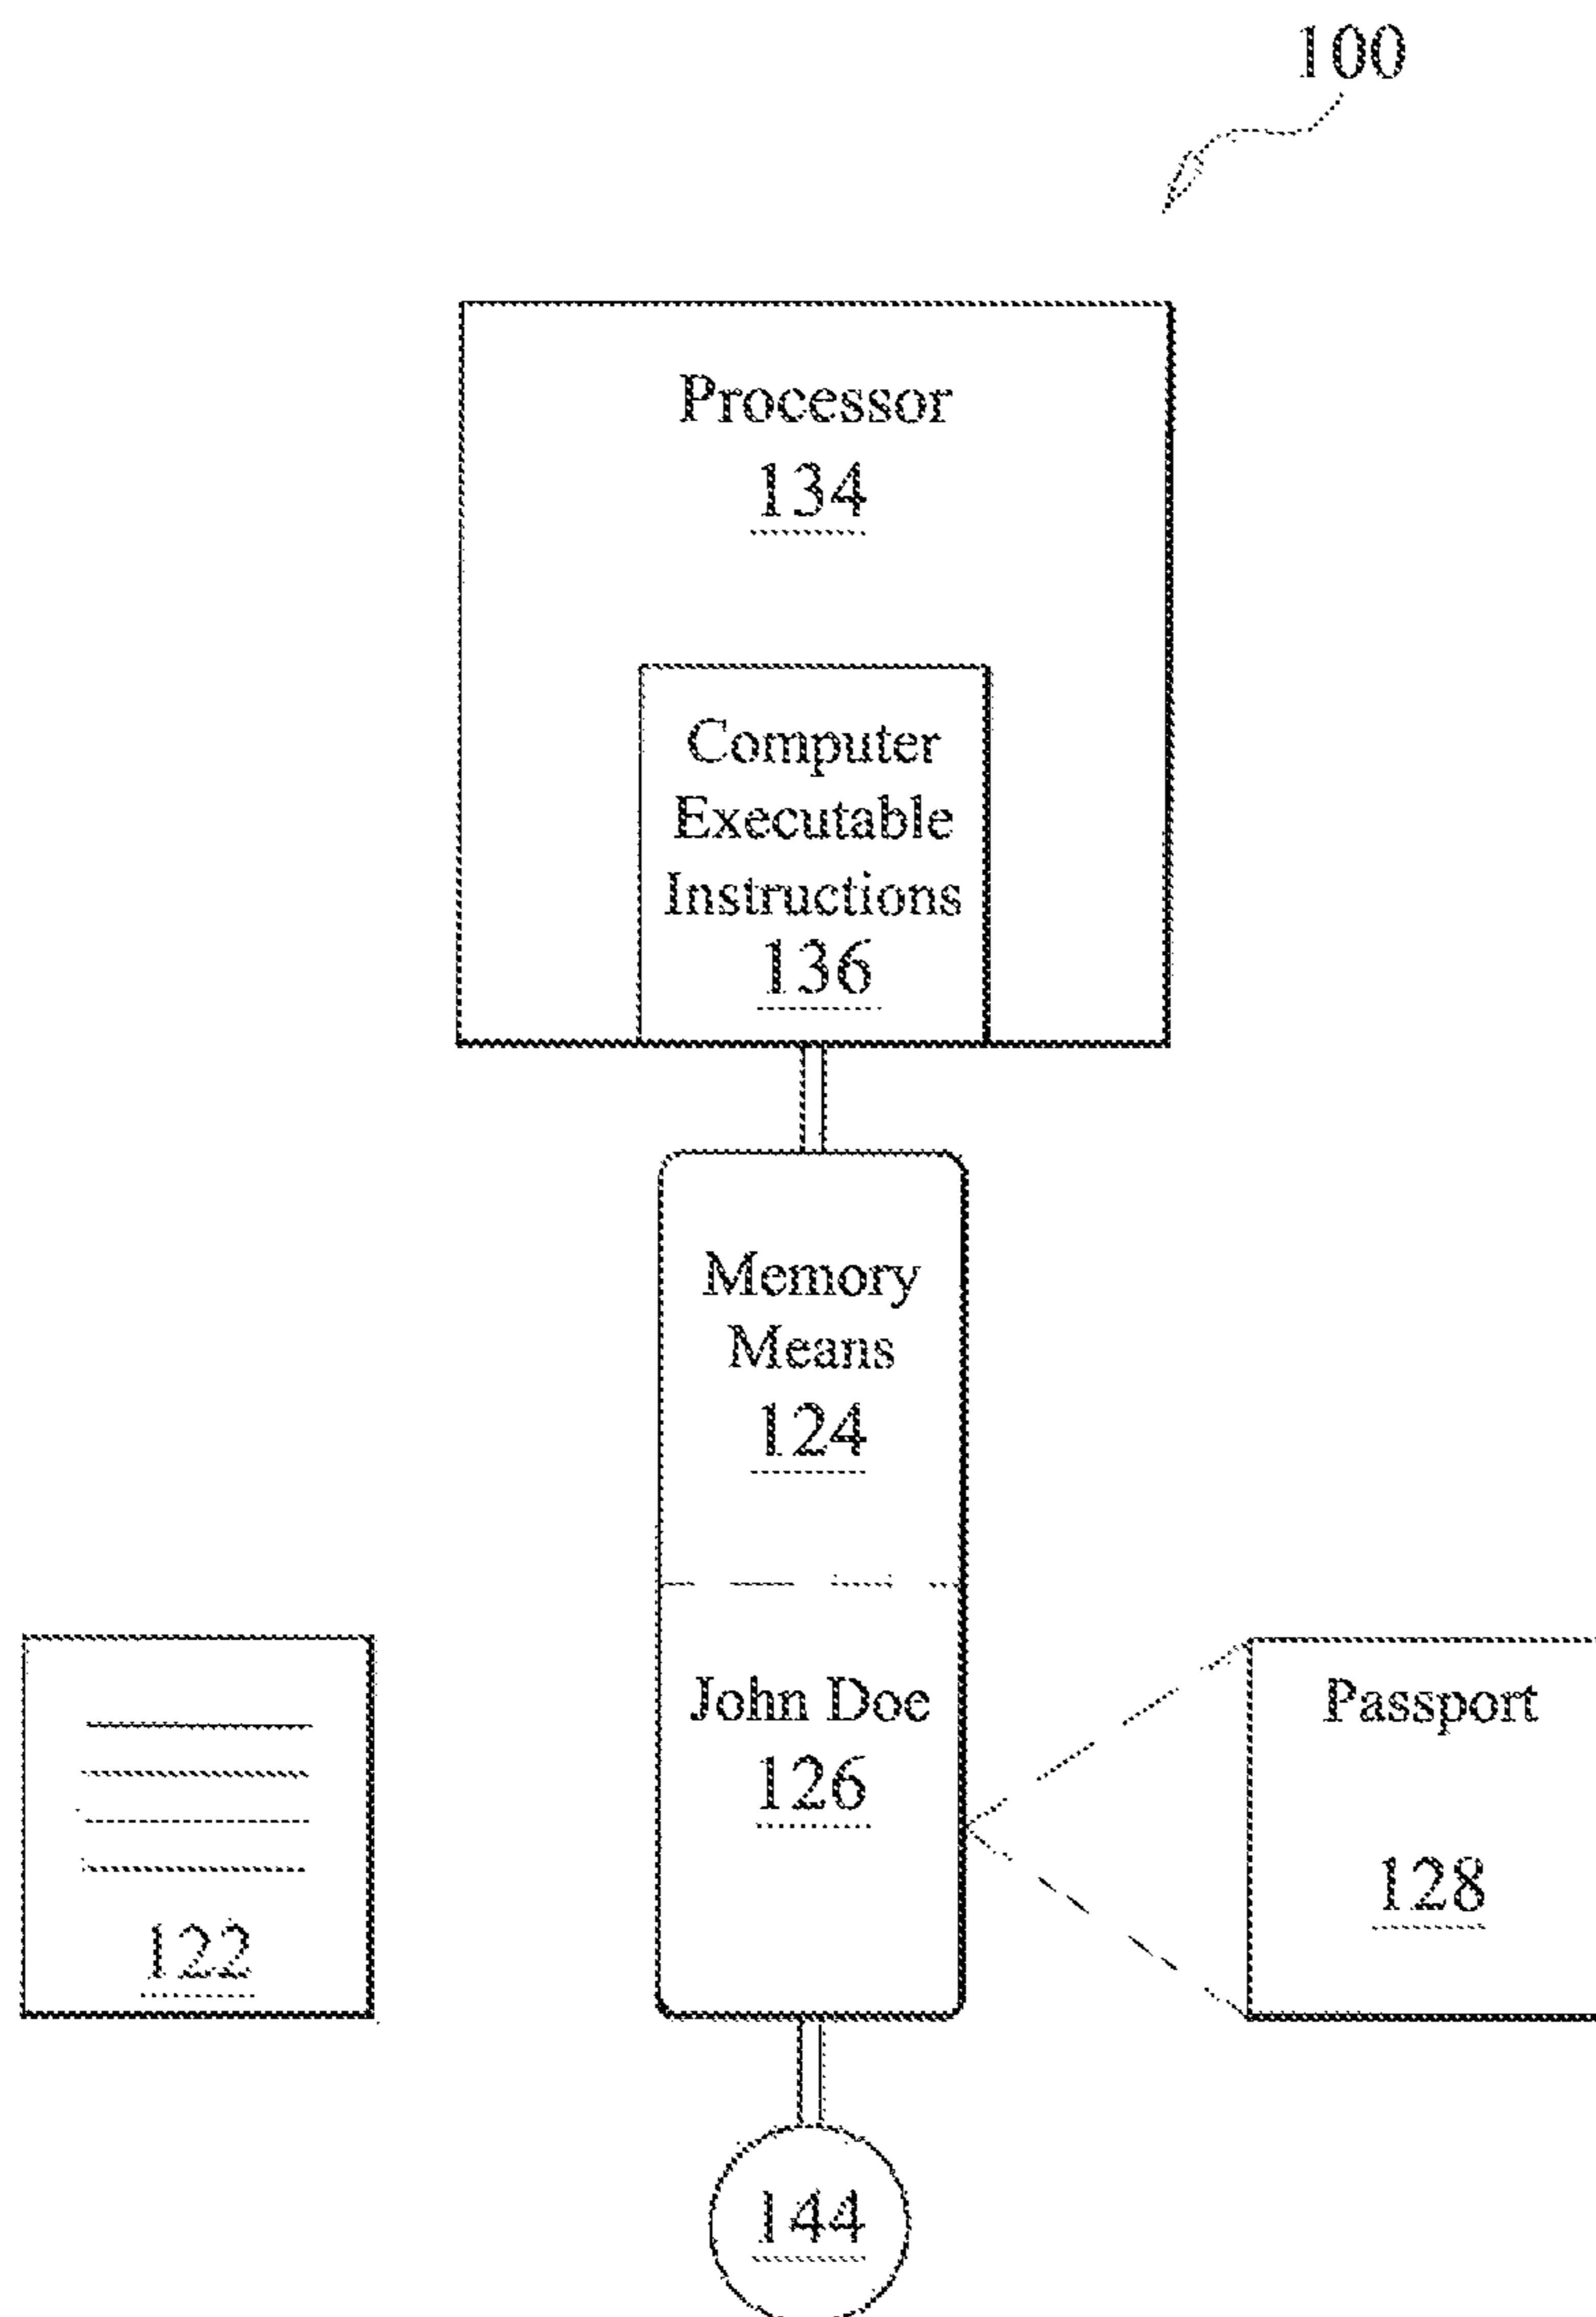 100
Processor
134
Computer
Executable
Instructions
136
Memory
Means
124
John Doe
126
Passport
128
122
144